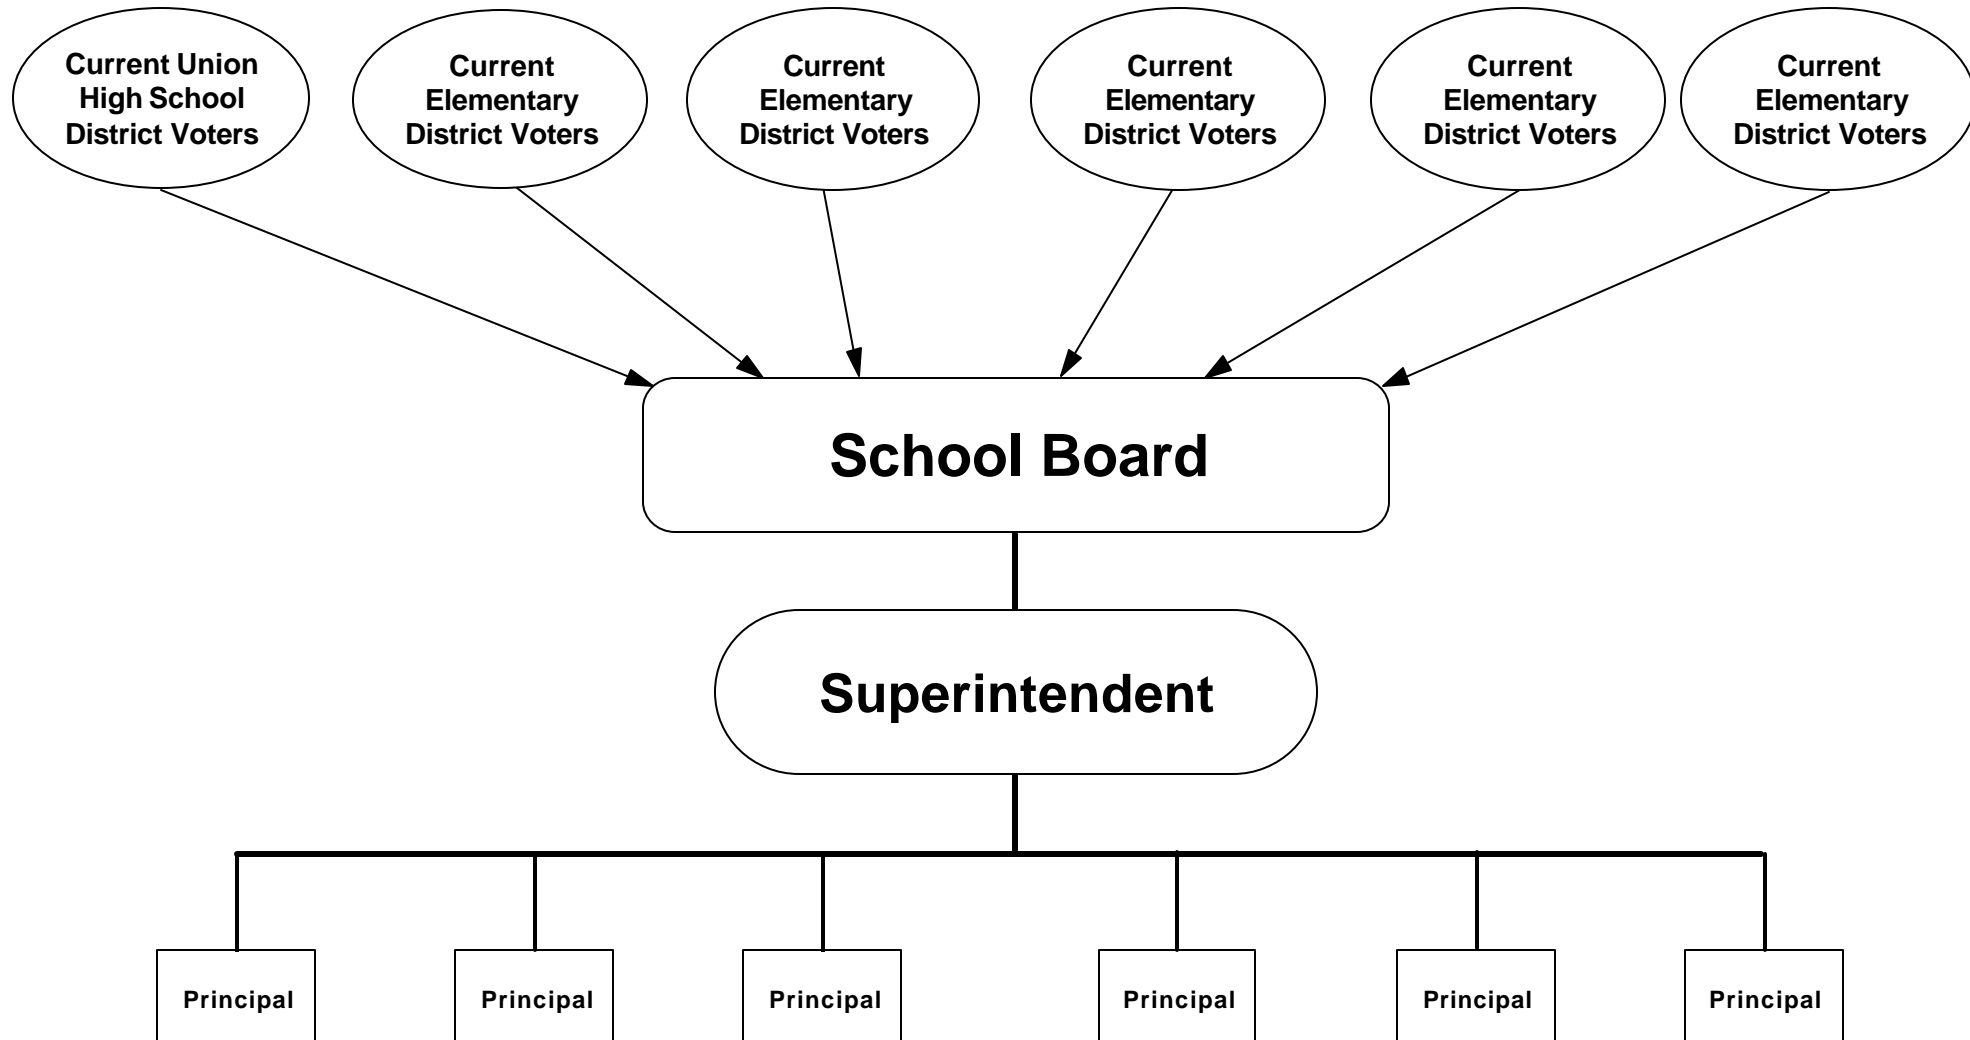 Current Union
High School
District Voters
Current
Elementary
District Voters
Current
Elementary
District Voters
Current
Elementary
District Voters
Current
Elementary
District Voters
Current
Elementary
District Voters
School Board
Superintendent
Principal
Principal
Principal
Principal
Principal
Principal